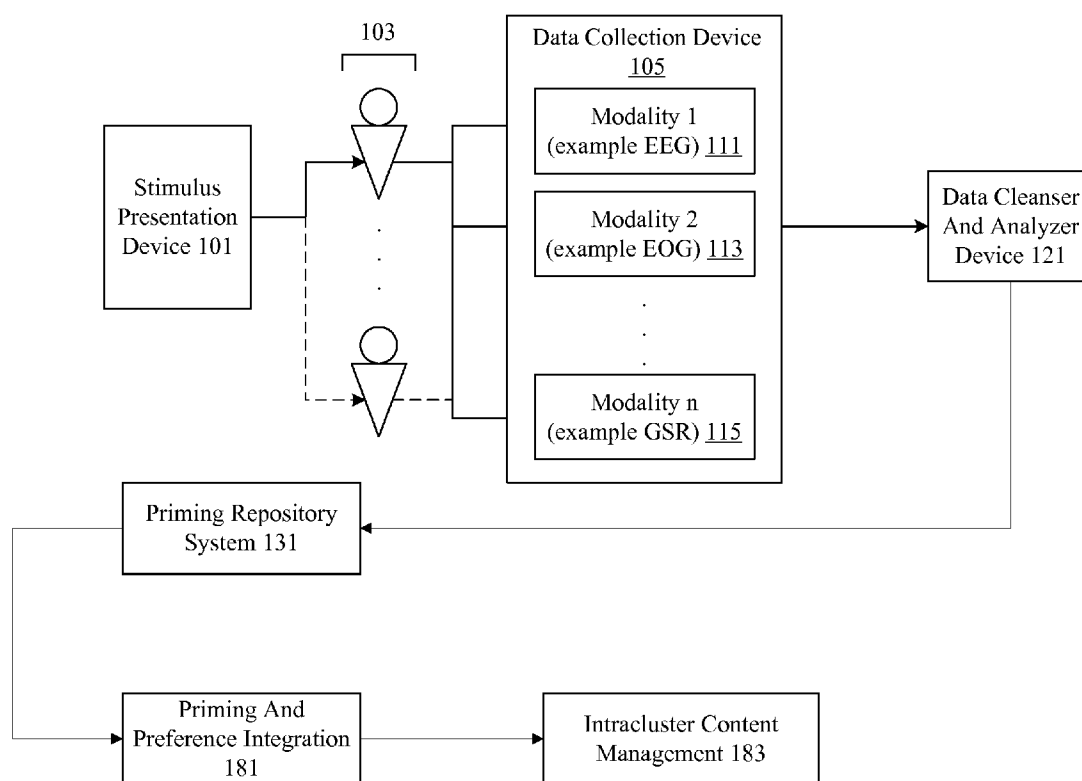 103
Data Collection Device
105
Modality 1
(example EEG) 111
Stimulus
Presentation
Device 101
Modality 2
(example EOG) 113
Data Cleanser
And Analyzer
Device 121
Modality n
(example GSR) 115
Priming Repository
System 131
Priming And
Preference Integration
181
Intracluster Content
Management 183